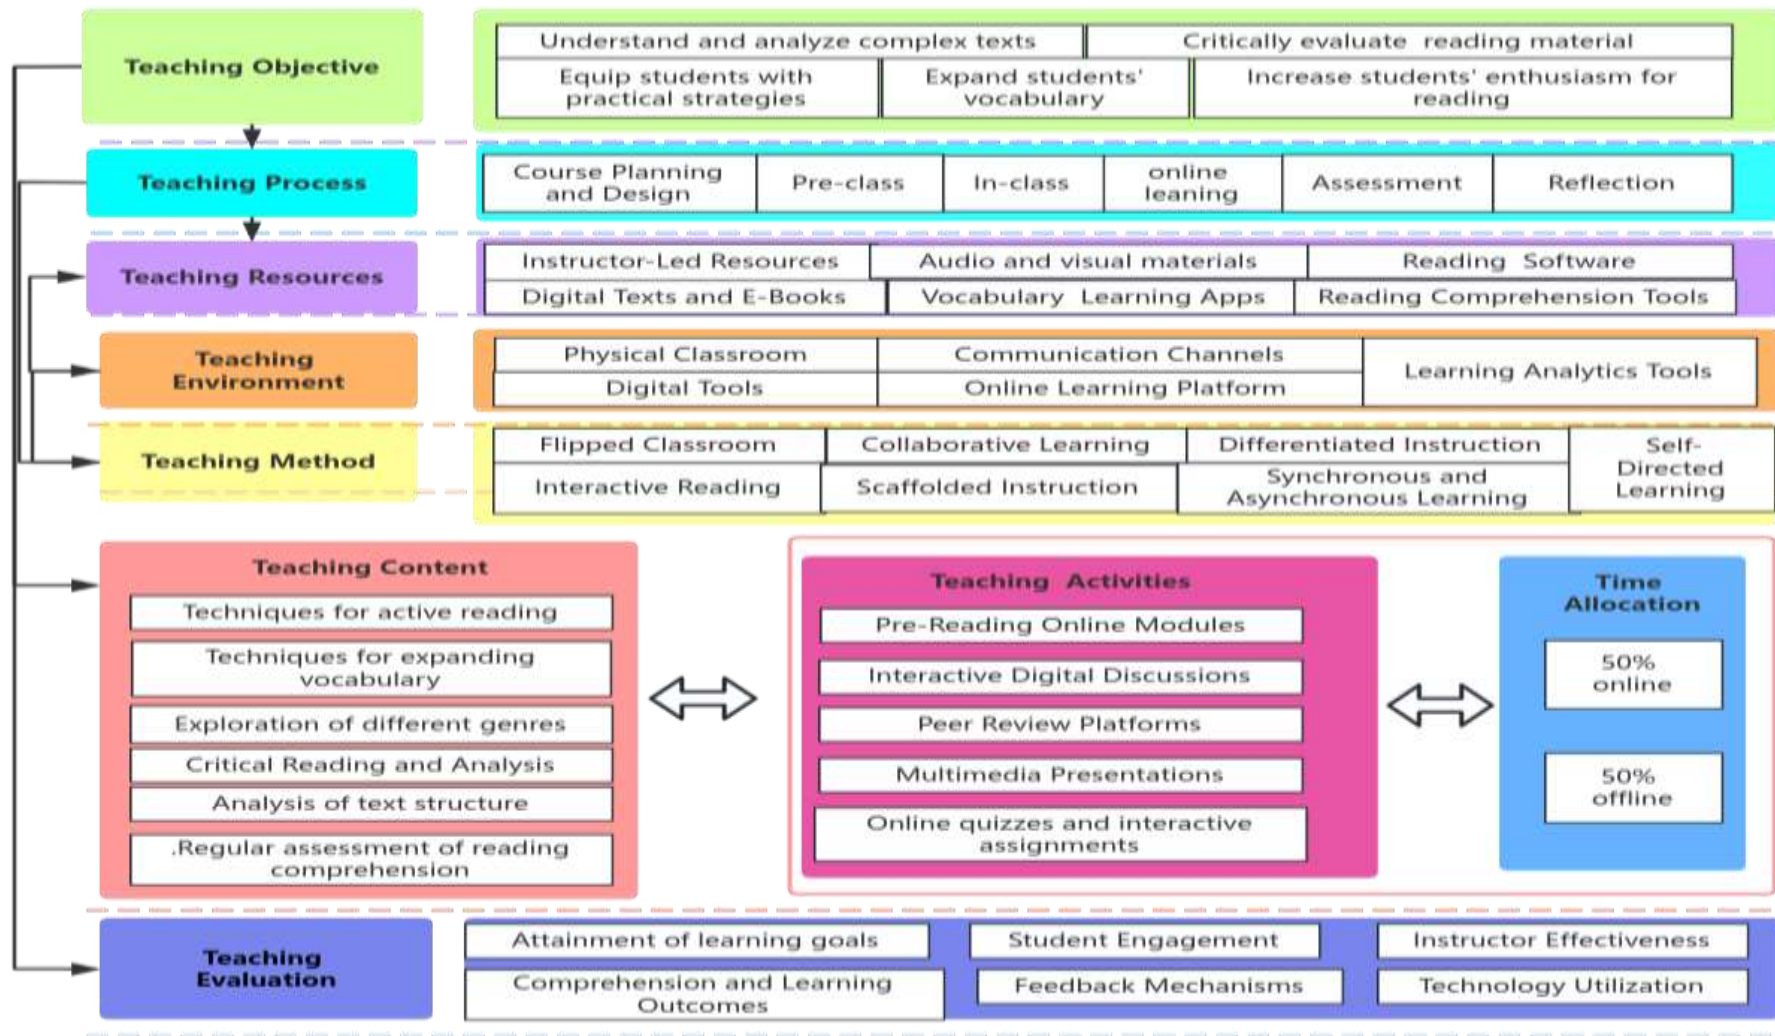 Teaching Objective
Understand and analyze complex texts
Critically evaluate reading material
Equip students with
practical strategies
Expand students'
vocabulary
Increase students' enthusiasm for
reading
Teaching Process
Course Planning
and Design
Pre-class
In-class
online
leaning
Assessment
Reflection
Teaching Resources
Instructor-Led Resources
Audio and visual materials
Reading Software
Digital Texts and E-Books
Vocabulary Learning Apps
Reading Comprehension Tools
Teaching
Environment
Physical Classroom
Communication Channels
Learning Analytics Tools
Digital Tools
Online Learning Platform
Teaching Method
Flipped Classroom
Collaborative Learning
Differentiated Instruction
Self-
Directed
Learning
Interactive Reading
Scaffolded Instruction
Synchronous and
Asynchronous Learning
Teaching Content
Techniques for active reading
Techniques for expanding
vocabulary
Exploration of different genres
Critical Reading and Analysis
Analysis of text structure
.Regular assessment of reading
comprehension
Teaching Activities
Pre-Reading Online Modules
Interactive Digital Discussions
Peer Review Platforms
Multimedia Presentations
Online quizzes and interactive
assignments
Time
Allocation
50%
online
50%
offline
Teaching
Evaluation
Attainment of learning goals
Student Engagement
Instructor Effectiveness
Comprehension and Learning
Outcomes
Feedback Mechanisms
Technology Utilization